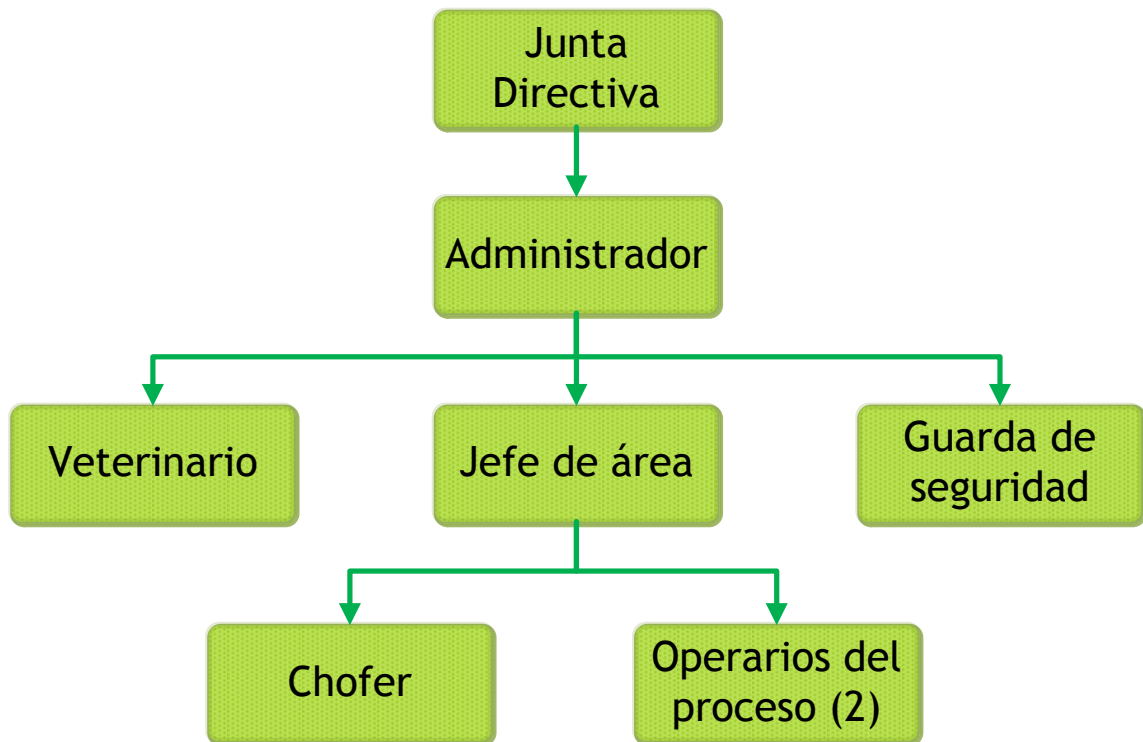 Junta
Directiva
Administrador
Veterinario
Jefe de área
Guarda de
seguridad
Chofer
Operarios del
proceso (2)